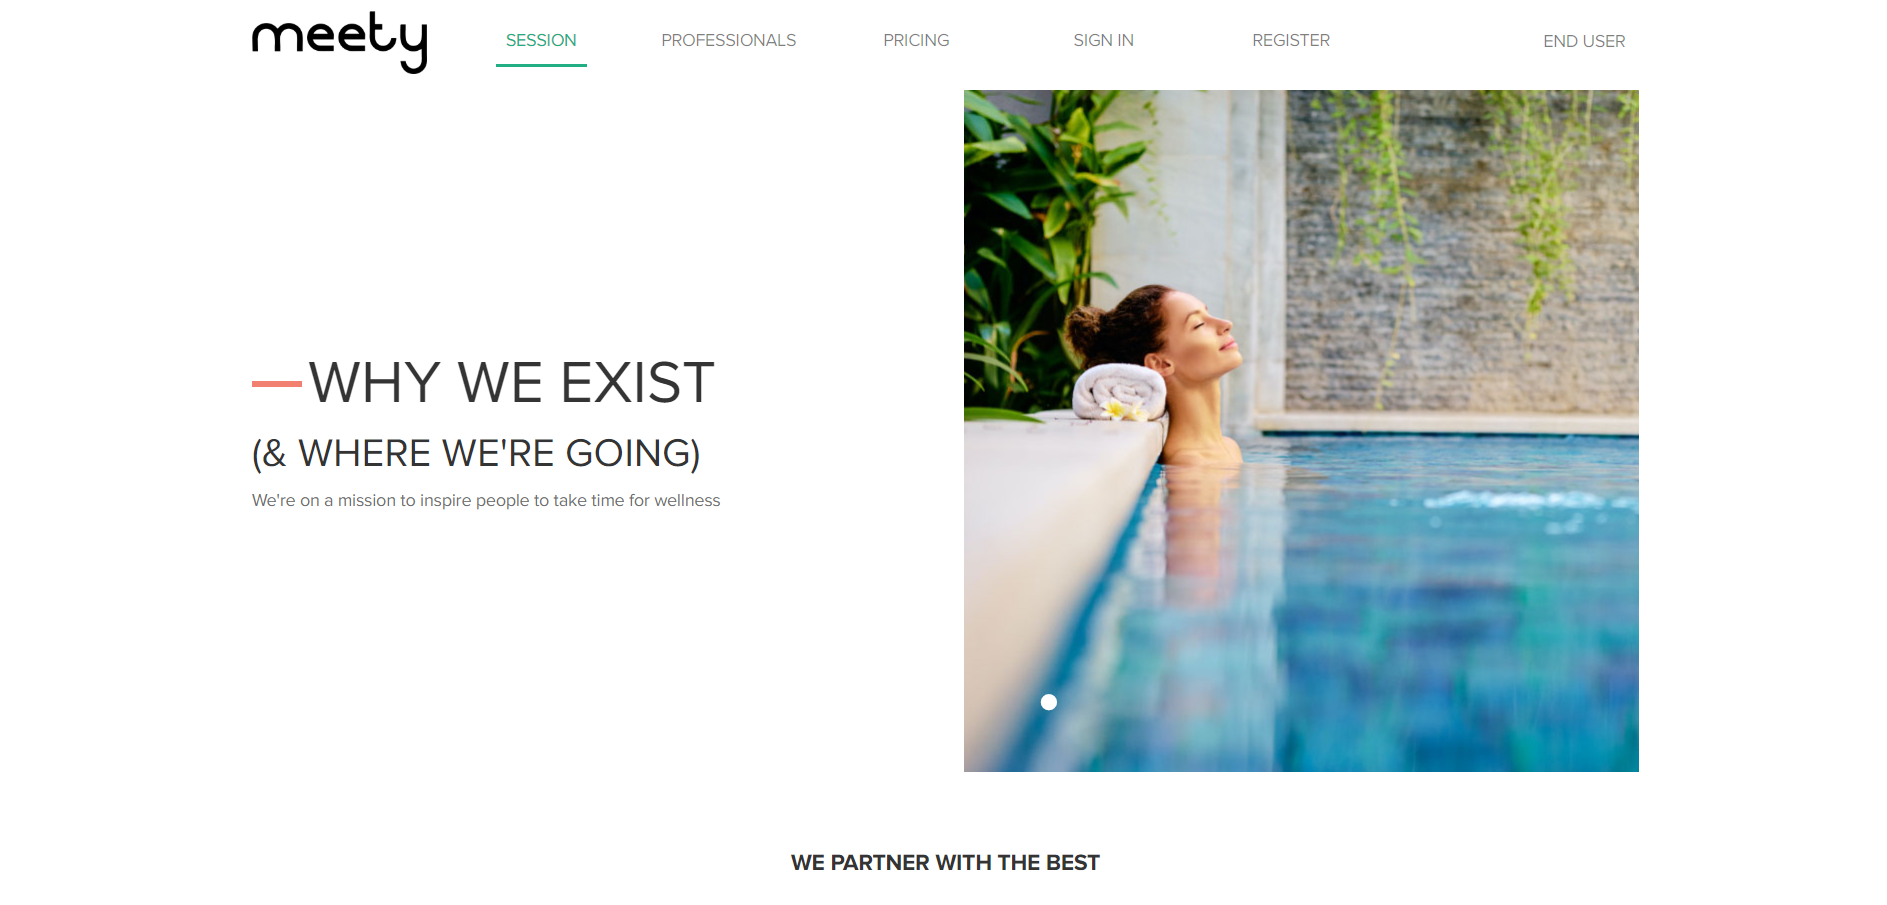 meety
SESSION
PROFESSIONALS
PRICING
SIGN IN
REGISTER
END USER
WHY WE EXIST
(& WHERE WE'RE GOING)
We're on a mission to inspire people to take time for wellness
WE PARTNER WITH THE BEST